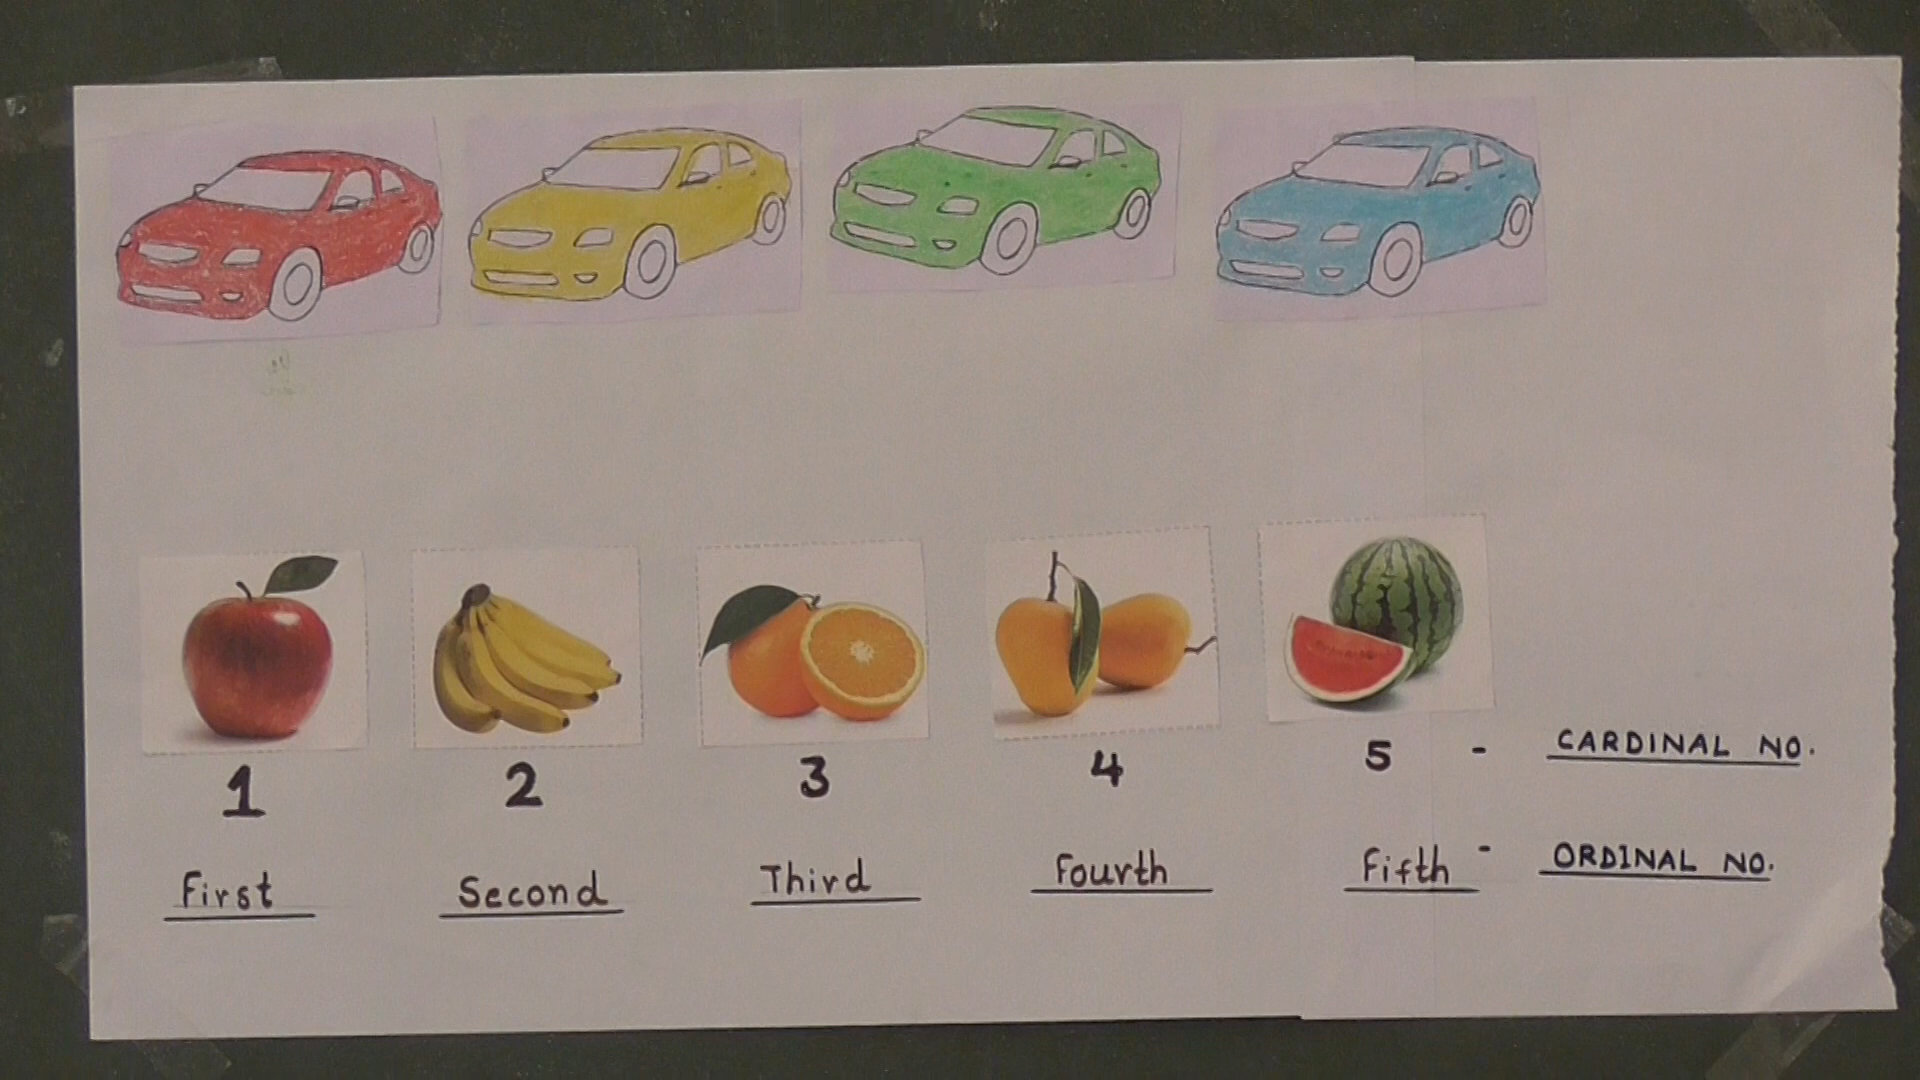 1 2 3 4 5 - CARDINAL NO.
First Second Third Fourth Fifth - ORDINAL NO.